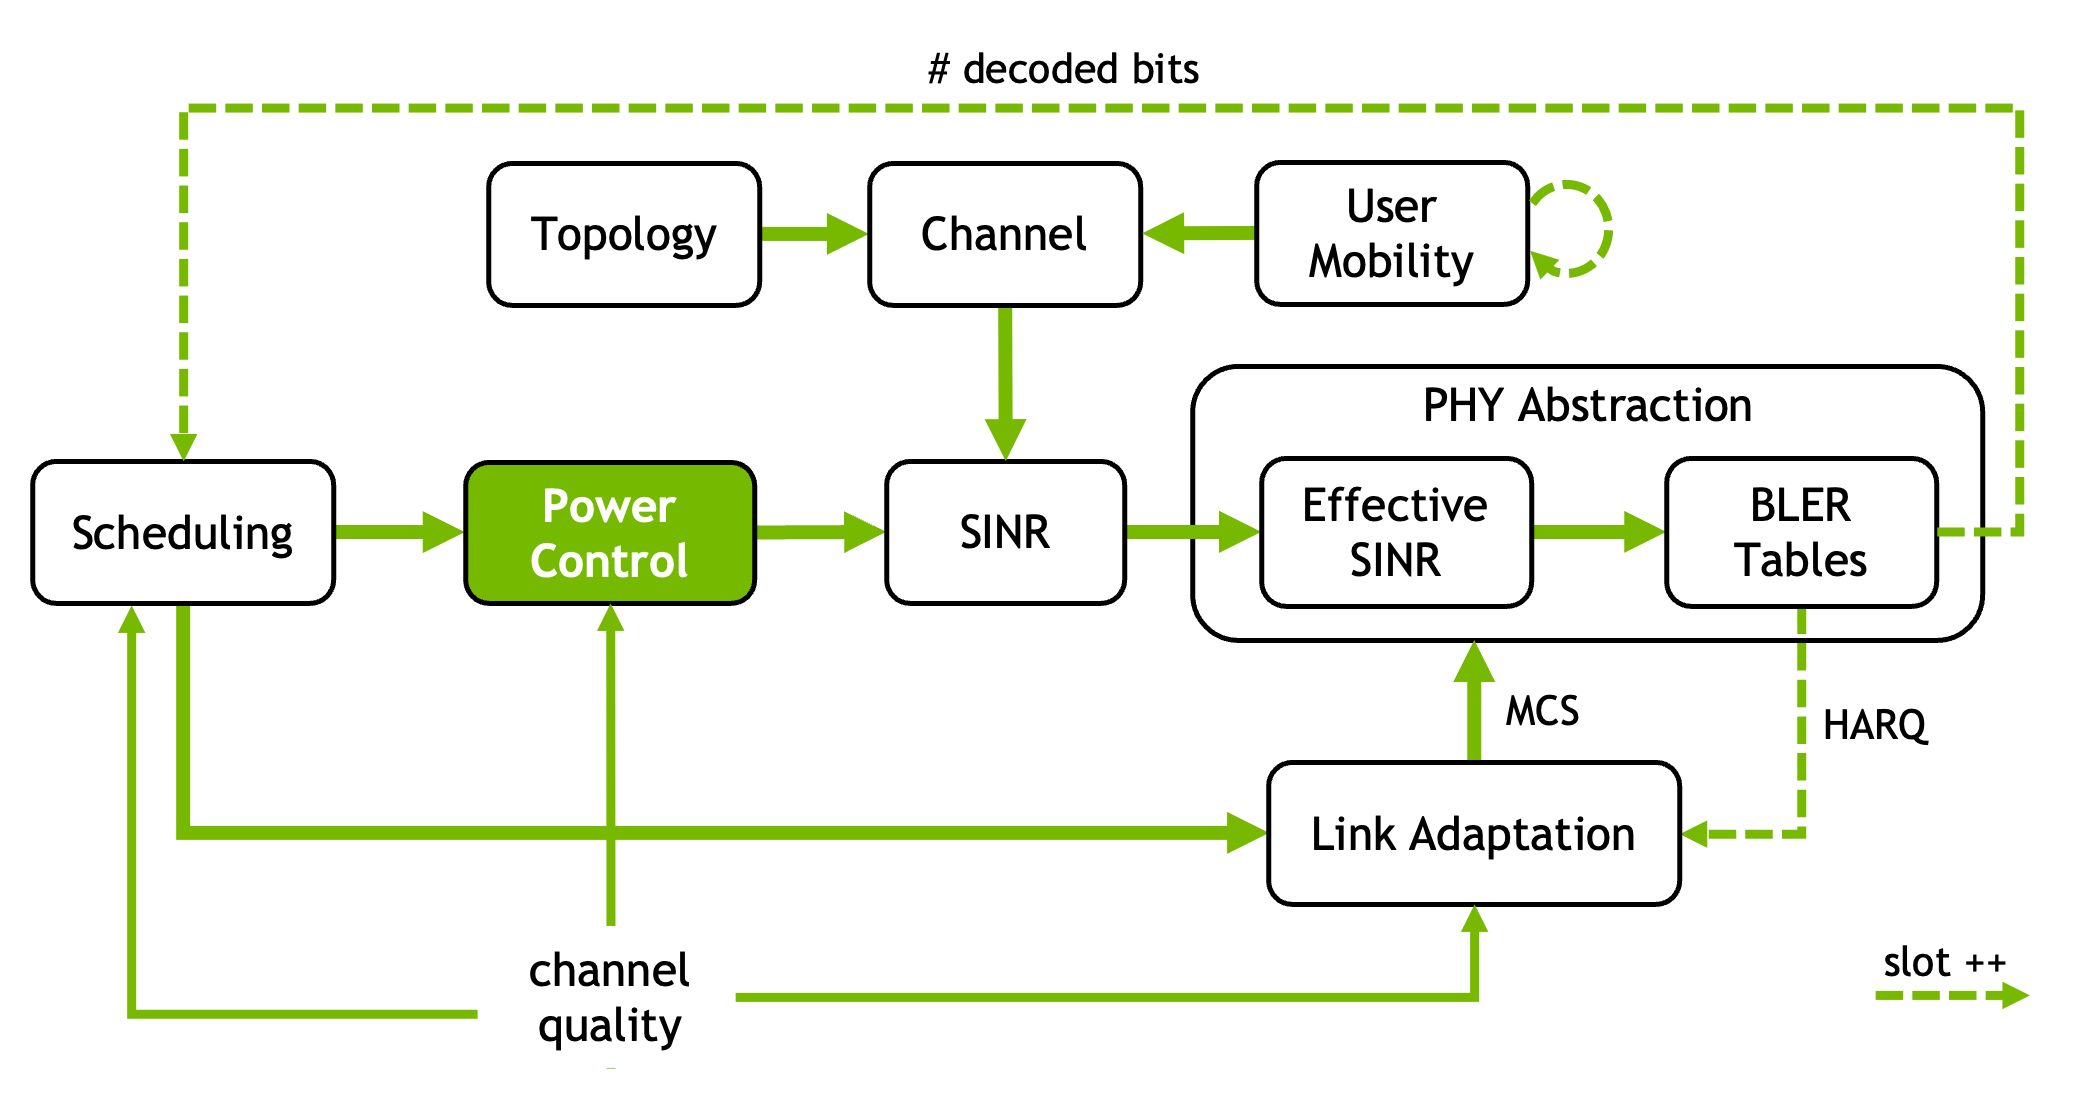 # decoded bits
Topology
Channel
User
Mobility
PHY Abstraction
Scheduling
Power
Control
SINR
Effective
SINR
BLER
Tables
MCS
HARQ
Link Adaptation
channel
quality
slot ++